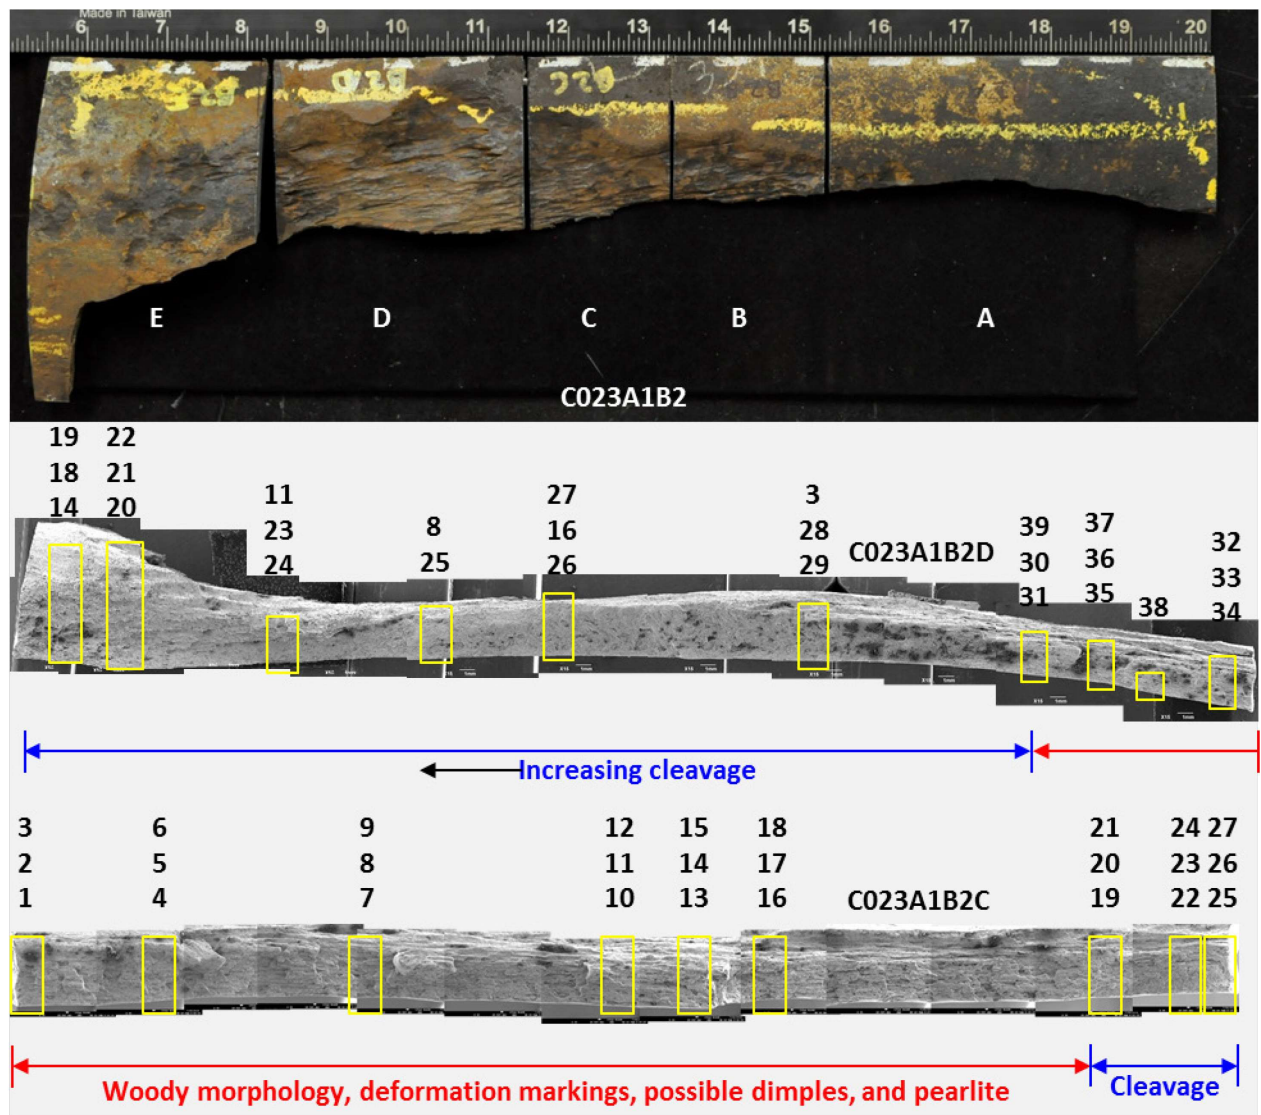 Made in Taiwan
6 7 8 9 10 11 12 13 14 15 16 17 18 19 20
B2D B2C
E D C B A
C023A1B2
19 22
18 21 11 27 3 39 37
14 20 23 8 16 28 C023A1B2D 30 36 32
24 25 26 29 31 35 38 33
34
Increasing cleavage
3 6 9 12 15 18 21 24 27
2 5 8 11 14 17 20 23 26
1 4 7 10 13 16 C023A1B2C 19 22 25
Woody morphology, deformation markings, possible dimples, and pearlite
Cleavage